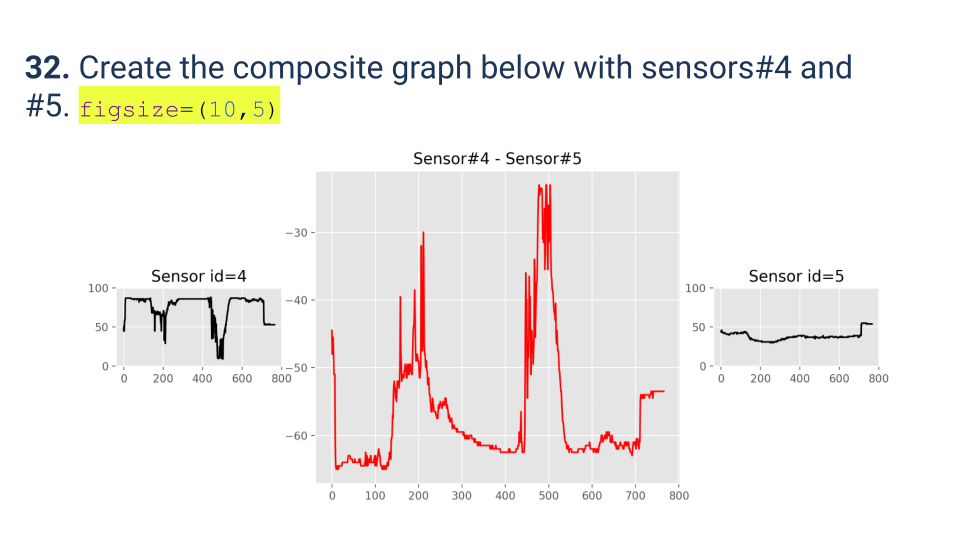 32. Create the composite graph below with sensors#4 and
#5. figsize=(10,5)
Sensor#4 - Sensor#5
−30
−40
−50
−60
0 100 200 300 400 500 600 700 800
Sensor id=4
100
50
0
0 200 400 600 800
Sensor id=5
100
50
0
0 200 400 600 800